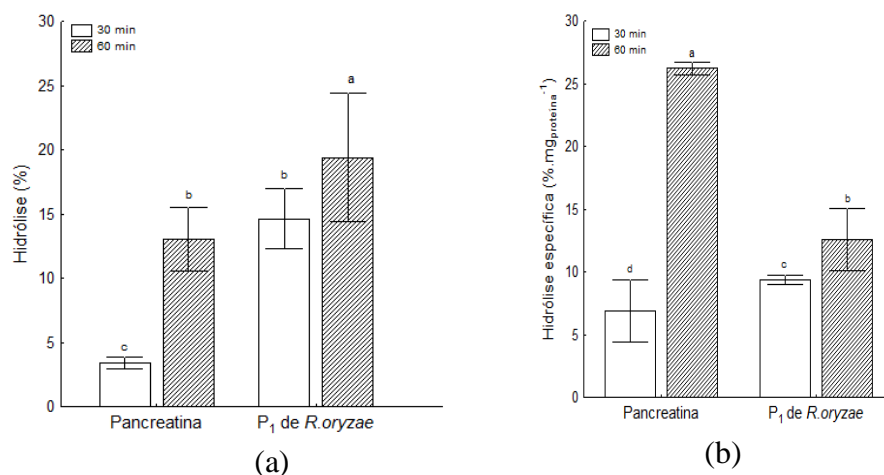 30
25
20
15
10
5
0
Hidrólise (%)
30 min
60 min
c
b
b
a
Pancreatina
P₁ de R.oryzae
(a)
30
25
20
15
10
5
0
Hidrólise específica (%.mgproteína⁻¹)
30 min
60 min
d
a
c
b
Pancreatina
P₁ de R.oryzae
(b)